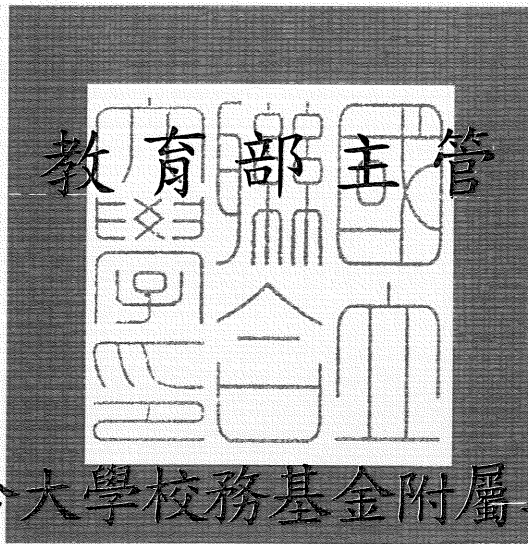 教育部主管
國立
聯合
大學印
大學校務基金附屬